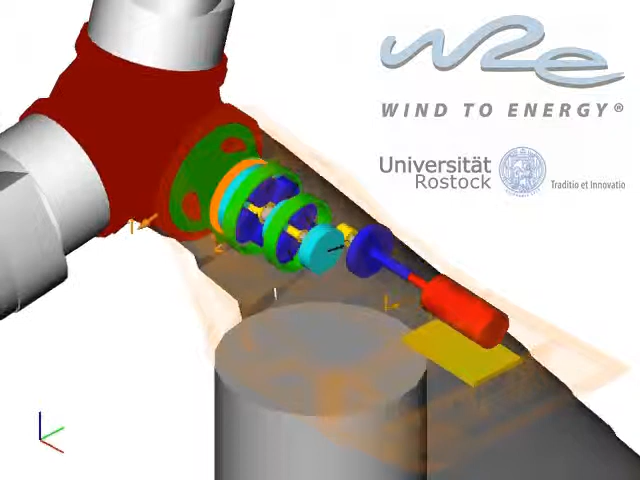 w2e
WIND TO ENERGY®
Universität
Rostock
Traditio et Innovatio